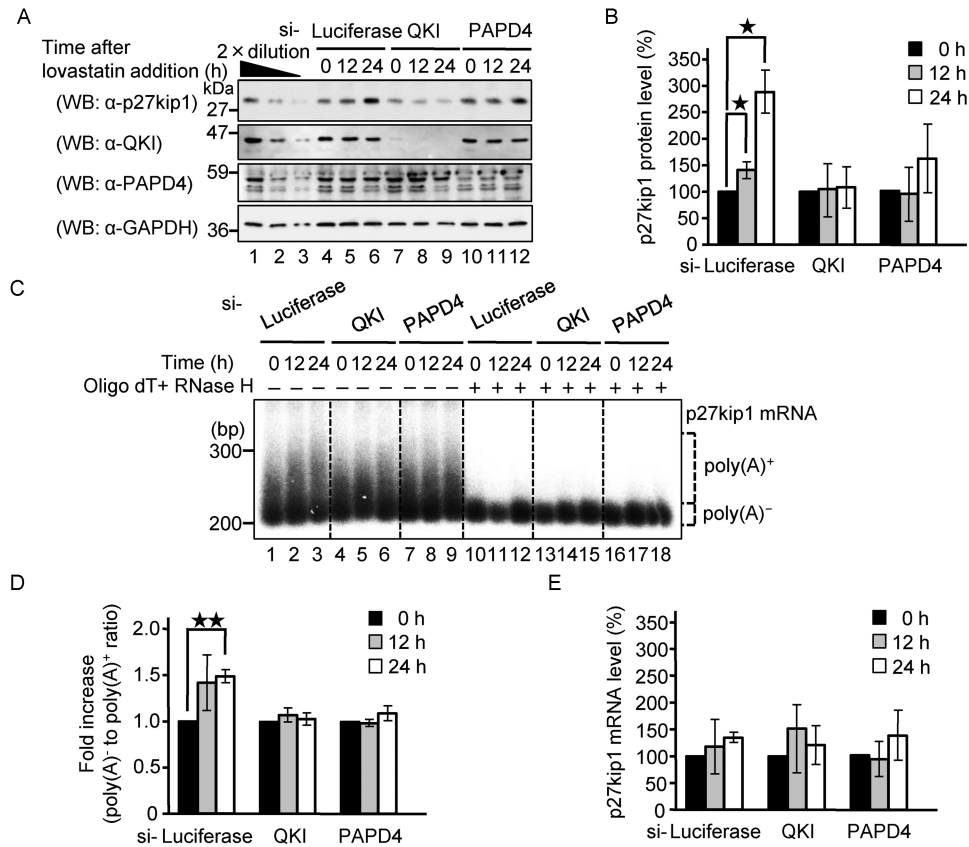 A
si- Luciferase QKI PAPD4
Time after 2 × dilution
lovastatin addition (h) 0 12 24 0 12 24 0 12 24
kDa
(WB: α-p27kip1) 27
(WB: α-QKI) 47
(WB: α-PAPD4) 59
(WB: α-GAPDH) 36
1 2 3 4 5 6 7 8 9 10 11 12
B
p27kip1 protein level (%)
350
300
250
200
150
100
50
0
★
★
0 h
12 h
24 h
si- Luciferase QKI PAPD4
C
si- Luciferase QKI PAPD4 Luciferase QKI PAPD4
Time (h) 0 12 24 0 12 24 0 12 24 0 12 24 0 12 24 0 12 24
Oligo dT+ RNase H − − − − − − − − − + + + + + + + + +
(bp)
300
200
p27kip1 mRNA
poly(A)⁺
poly(A)⁻
1 2 3 4 5 6 7 8 9 10 11 12 13 14 15 16 17 18
D
Fold increase
(poly(A)⁻ to poly(A)⁺ ratio)
2.0
1.5
1.0
1.5
0
★★
0 h
12 h
24 h
si- Luciferase QKI PAPD4
E
p27kip1 mRNA level (%)
350
300
250
200
150
100
50
0
0 h
12 h
24 h
si- Luciferase QKI PAPD4